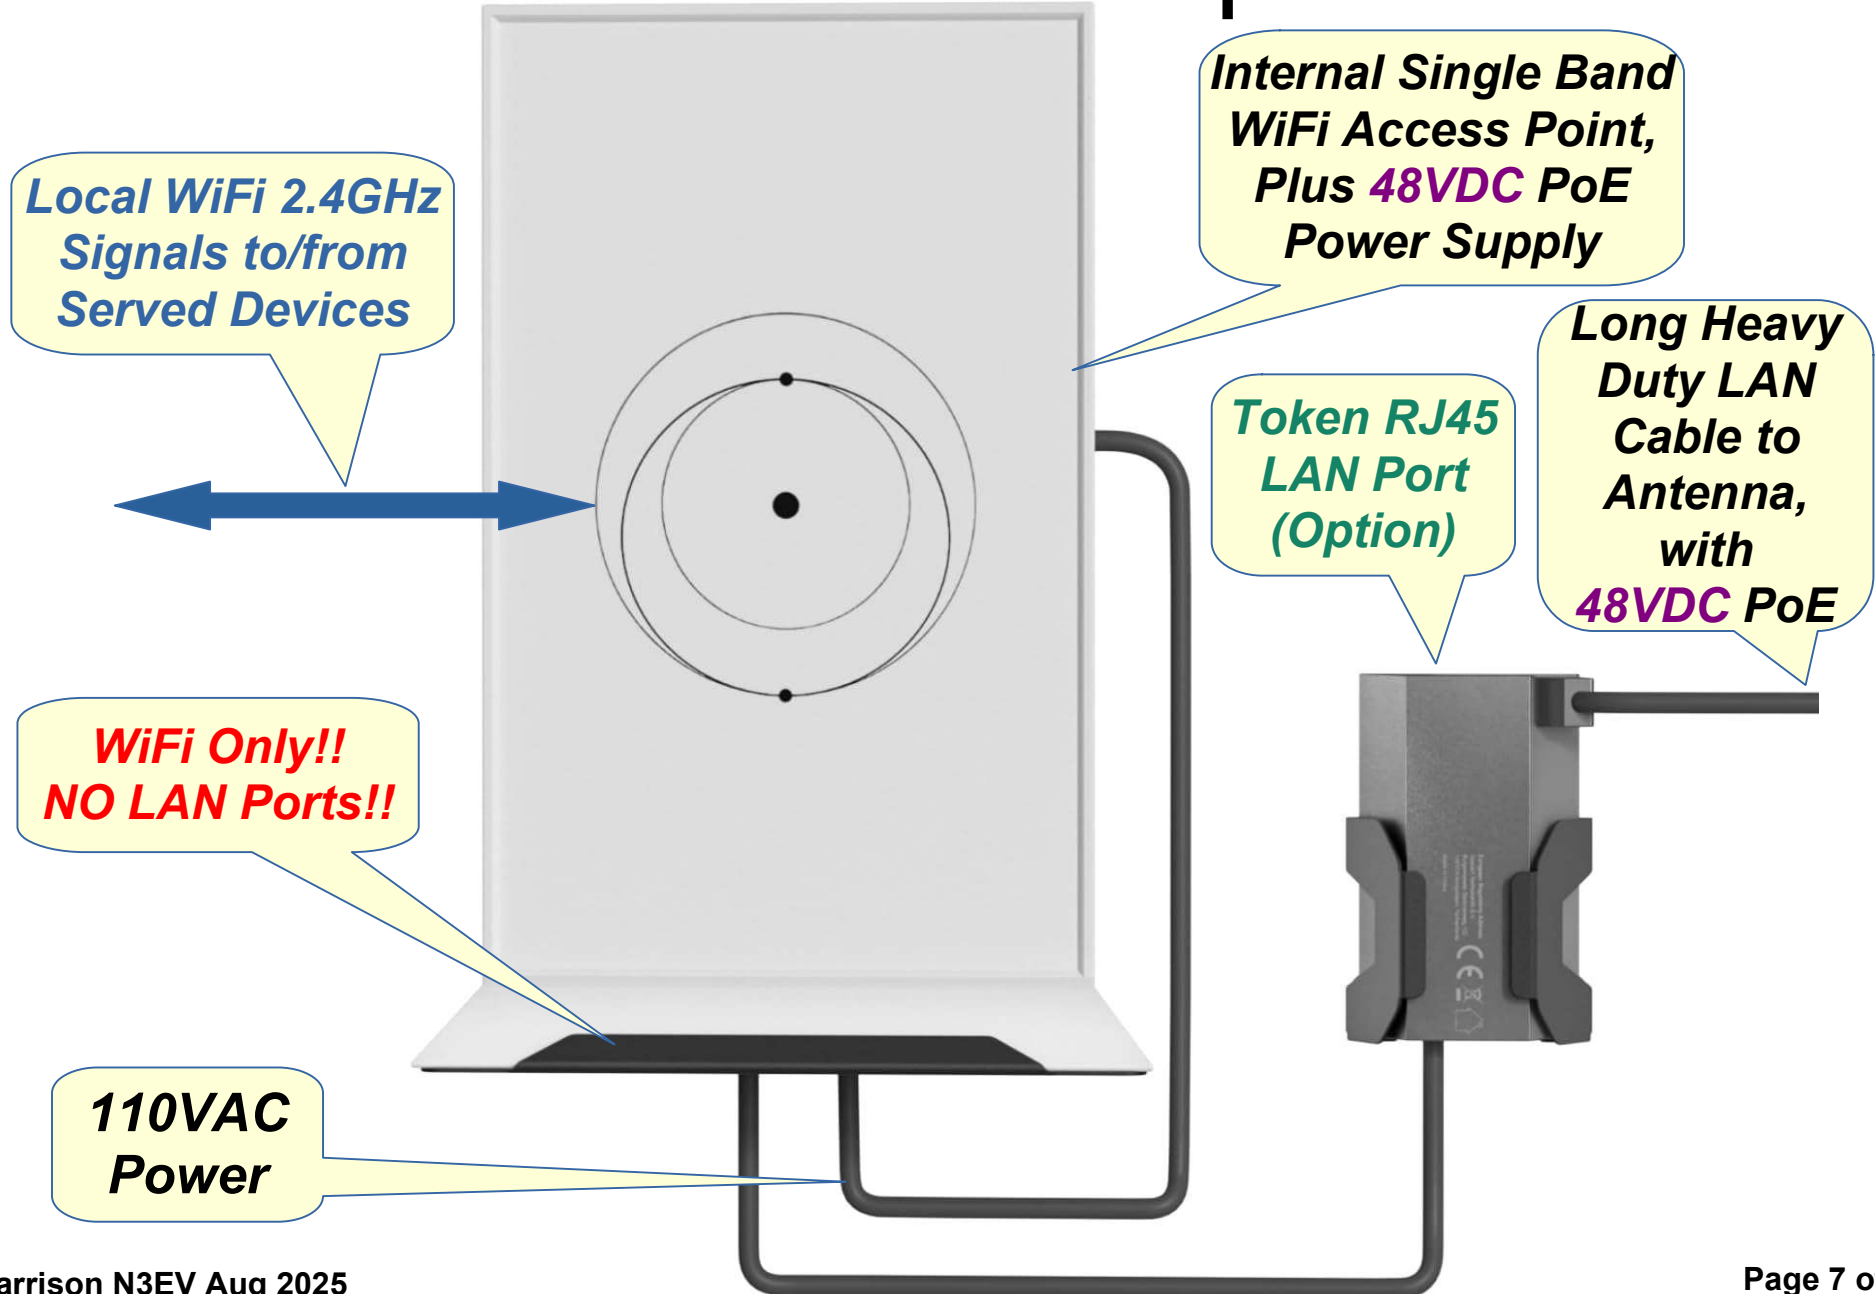 Internal Single Band
WiFi Access Point,
Plus 48VDC PoE
Power Supply
Local WiFi 2.4GHz
Signals to/from
Served Devices
Long Heavy
Duty LAN
Cable to
Antenna,
with
48VDC PoE
Token RJ45
LAN Port
(Option)
WiFi Only!!
NO LAN Ports!!
110VAC
Power
CE
arrison N3EV Aug 2025
Page 7 o